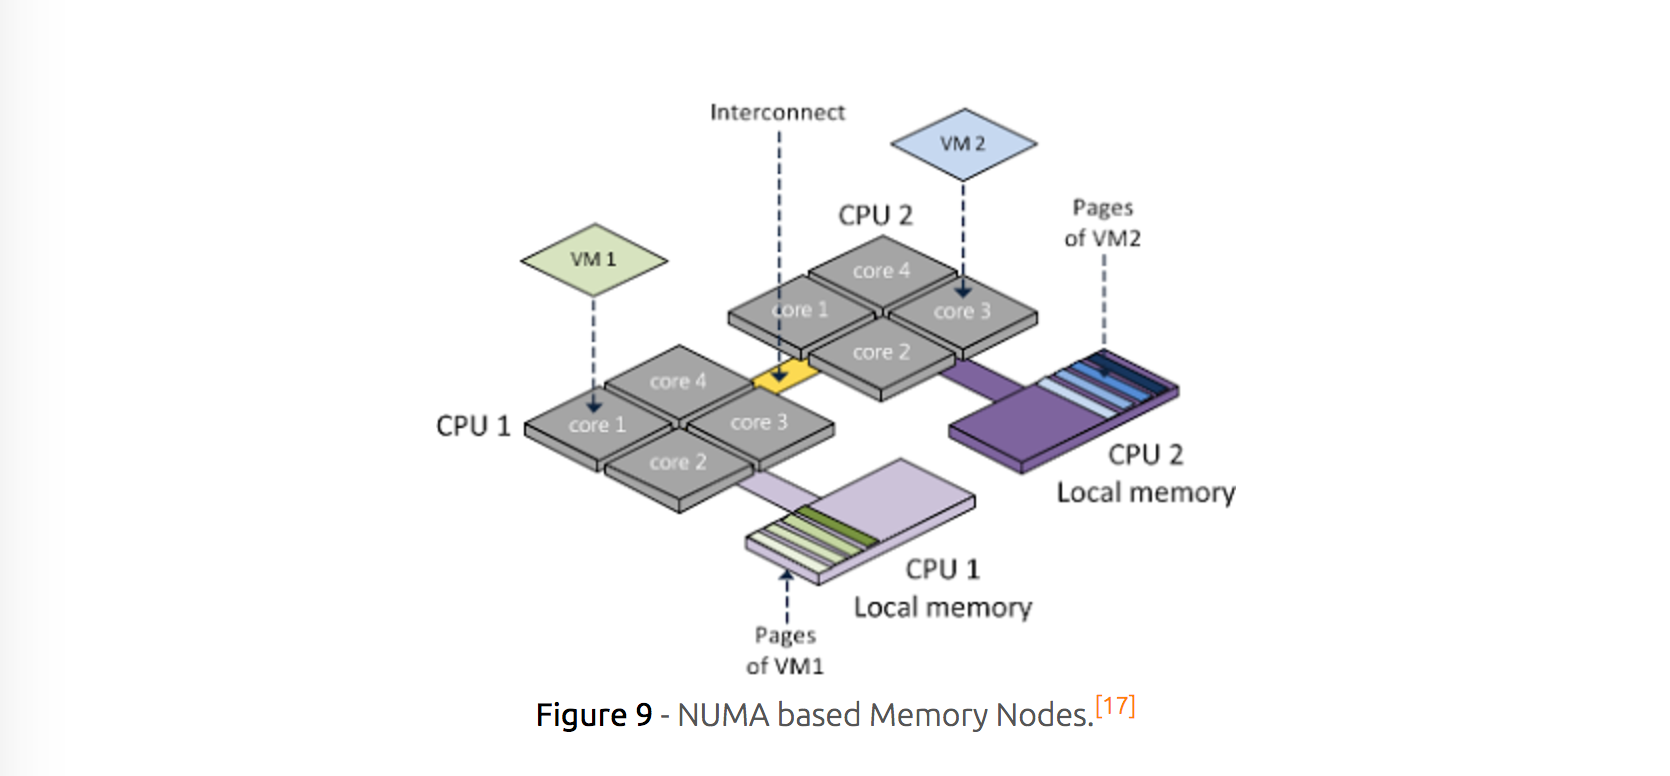 Interconnect
VM 2
CPU 2
Pages
of VM2
VM 1
core 4
core 1
core 3
core 2
core 4
CPU 1
core 1
core 3
core 2
CPU 2
Local memory
CPU 1
Local memory
Pages
of VM1
Figure 9 - NUMA based Memory Nodes.[17]